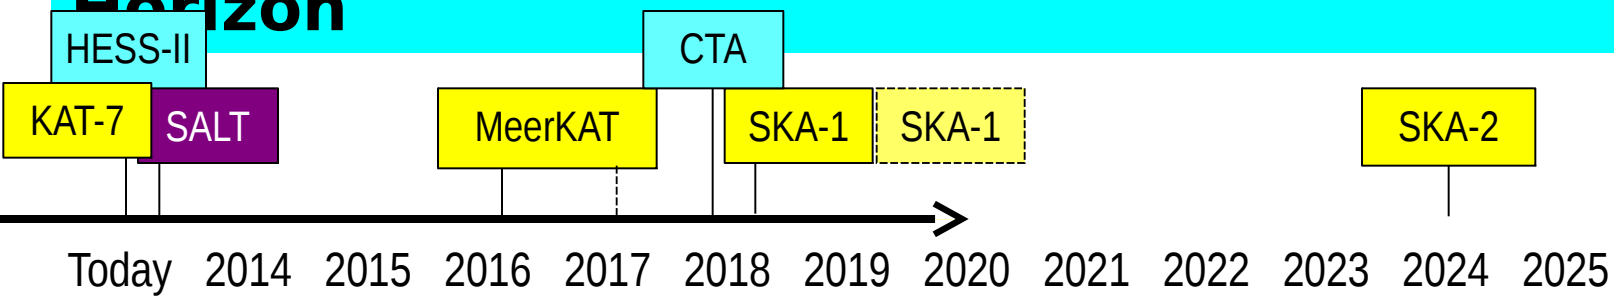 Horizon
HESS-II
CTA
KAT-7
SALT
MeerKAT
SKA-1
SKA-1
SKA-2
Today 2014 2015 2016 2017 2018 2019 2020 2021 2022 2023 2024 2025